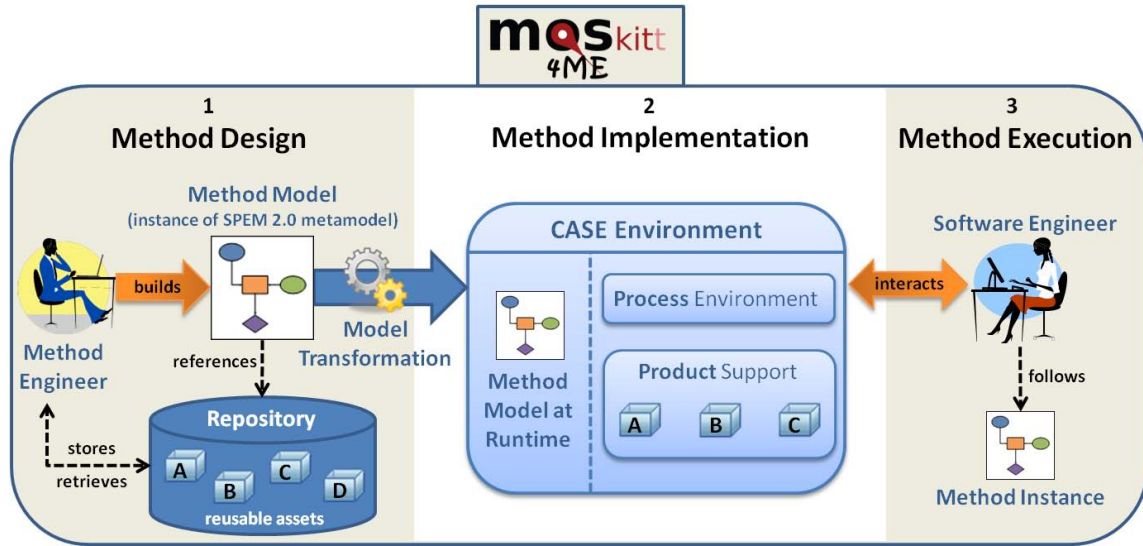 moskitt
4ME
1
Method Design
2
Method Implementation
3
Method Execution
Method Model
(instance of SPEM 2.0 metamodel)
builds
Method
Engineer
Model
Transformation
references
stores
retrieves
Repository
A
B
C
D
reusable assets
CASE Environment
Method
Model at
Runtime
Process Environment
Product Support
A
B
C
interacts
Software Engineer
follows
Method Instance